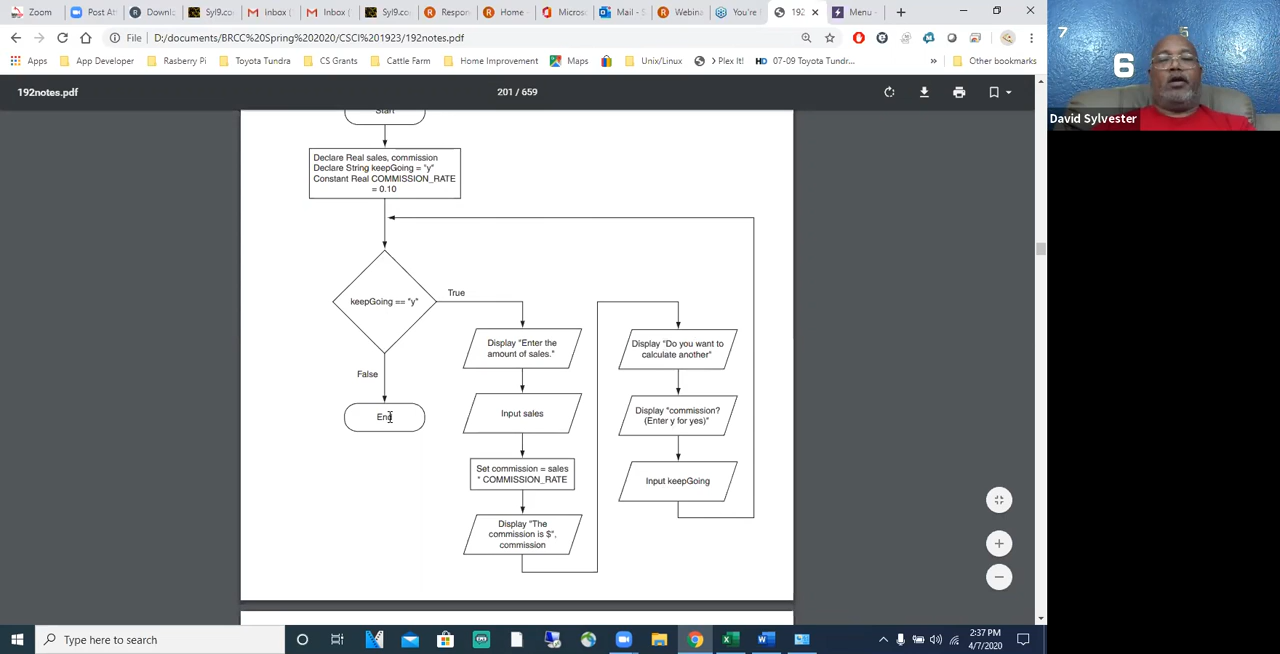 Zoom
Post At
Downlo
Syl9.co
Inbox (
Inbox (
Syl9.co
Respon
Home -
Micros
Mail - S
Webina
You're
192
Menu -
File
D:/documents/BRCC%20Spring%202020/CSCI%201923/192notes.pdf
Apps
App Developer
Rasberry Pi
Toyota Tundra
CS Grants
Cattle Farm
Home Improvement
Maps
Unix/Linux
> Plex It!
HD 07-09 Toyota Tundr...
»
Other bookmarks
192notes.pdf
201 / 659
Start
Declare Real sales, commission
Declare String keepGoing = "y"
Constant Real COMMISSION_RATE
= 0.10
keepGoing == "y"
True
False
End
Display "Enter the
amount of sales."
Input sales
Set commission = sales
* COMMISSION_RATE
Display "The
commission is $",
commission
Display "Do you want to
calculate another"
Display "commission?
(Enter y for yes)"
Input keepGoing
7
6
David Sylvester
Type here to search
2:37 PM
4/7/2020